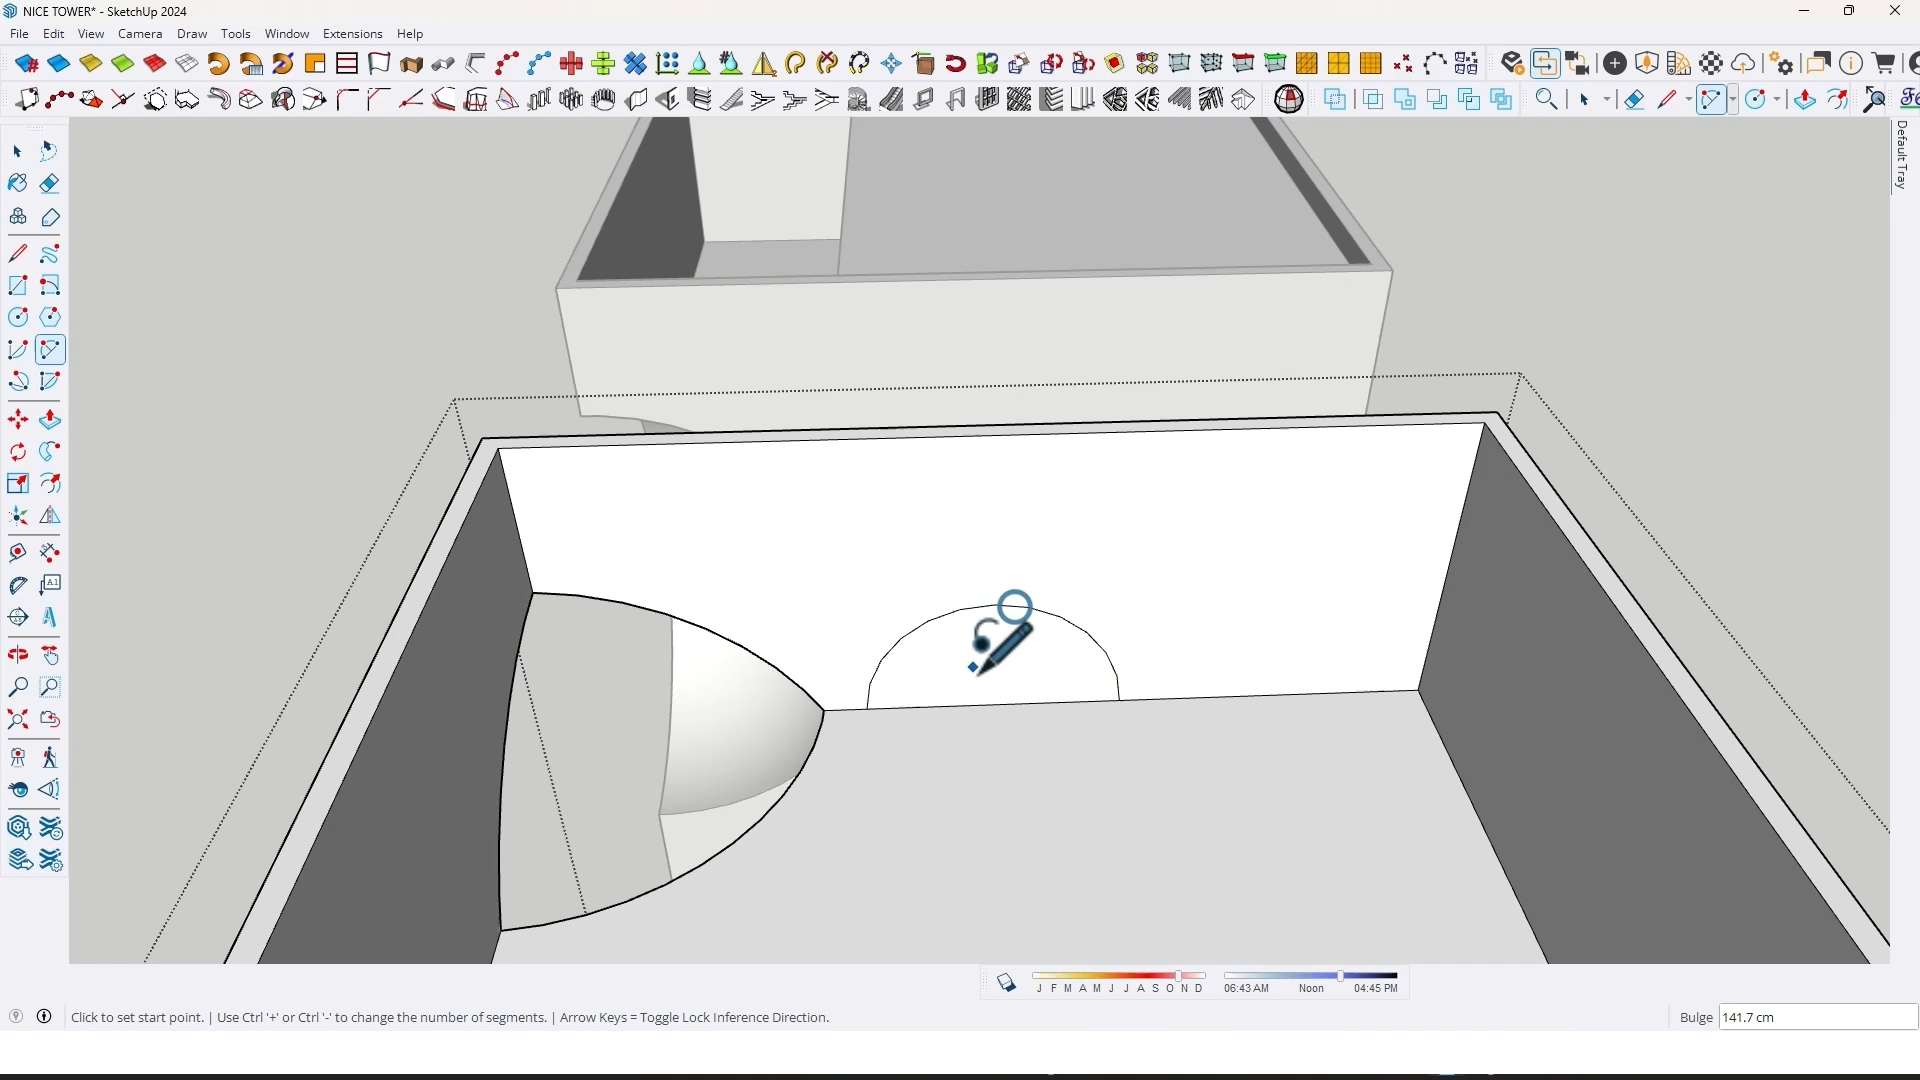 NICE TOWER* - SketchUp 2024
File Edit View Camera Draw Tools Window Extensions Help
Default Tray
A1
J F M A M J J A S O N D
06:43 AM Noon 04:45 PM
Click to set start point. | Use Ctrl '+' or Ctrl '-' to change the number of segments. | Arrow Keys = Toggle Lock Inference Direction.
Bulge 141.7 cm